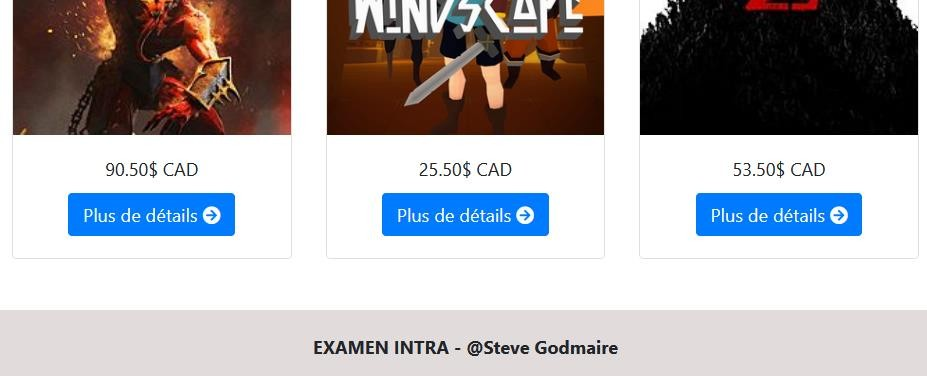 WINDSCAPE
90.50$ CAD
25.50$ CAD
53.50$ CAD
Plus de détails
Plus de détails
Plus de détails
EXAMEN INTRA - @Steve Godmaire